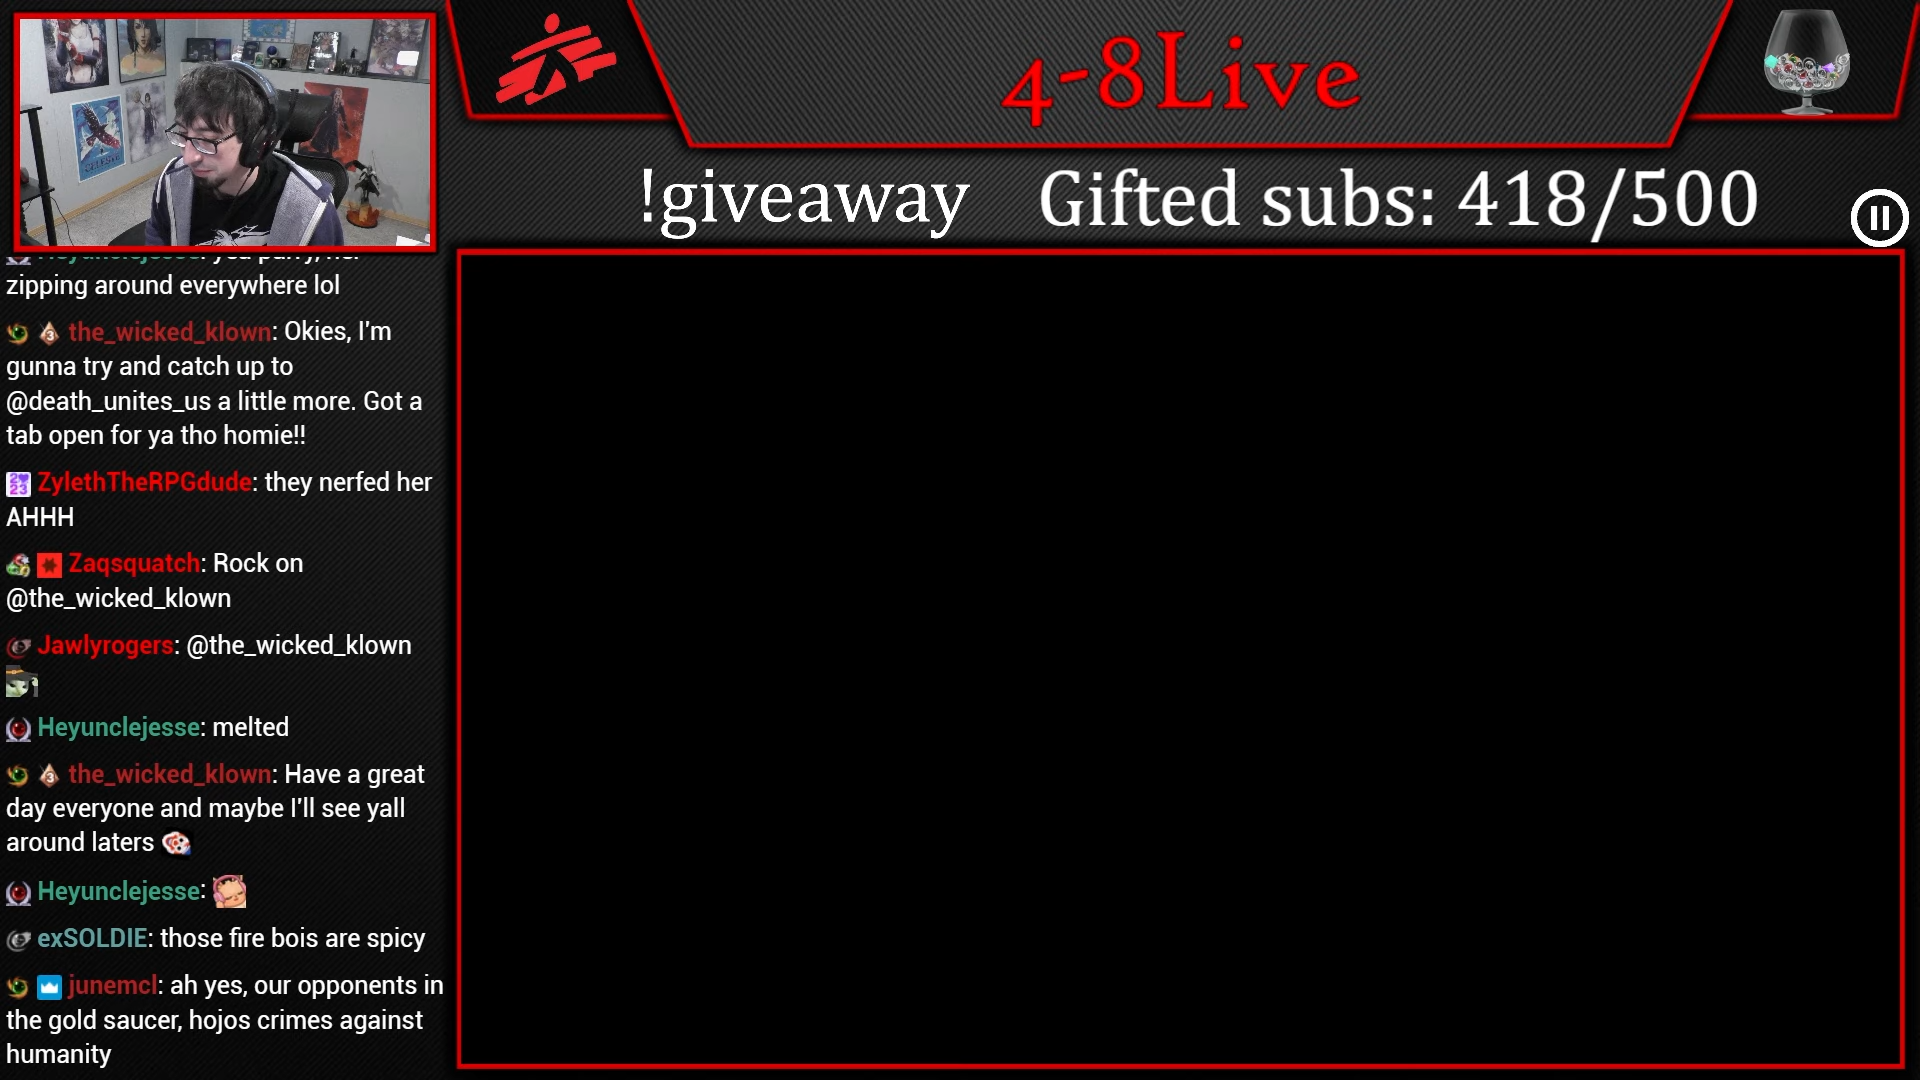 4-8Live
!giveaway
Gifted subs: 418/500
zipping around everywhere lol
the_wicked_klown: Okies, I'm
gunna try and catch up to
@death_unites_us a little more. Got a
tab open for ya tho homie!!
ZylethTheRPGdude: they nerfed her
AHHH
Zaqsquatch: Rock on
@the_wicked_klown
Jawlyrogers: @the_wicked_klown
Heyunclejesse: melted
the_wicked_klown: Have a great
day everyone and maybe I'll see yall
around laters
Heyunclejesse:
exSOLDIE: those fire bois are spicy
junemcl: ah yes, our opponents in
the gold saucer, hojos crimes against
humanity